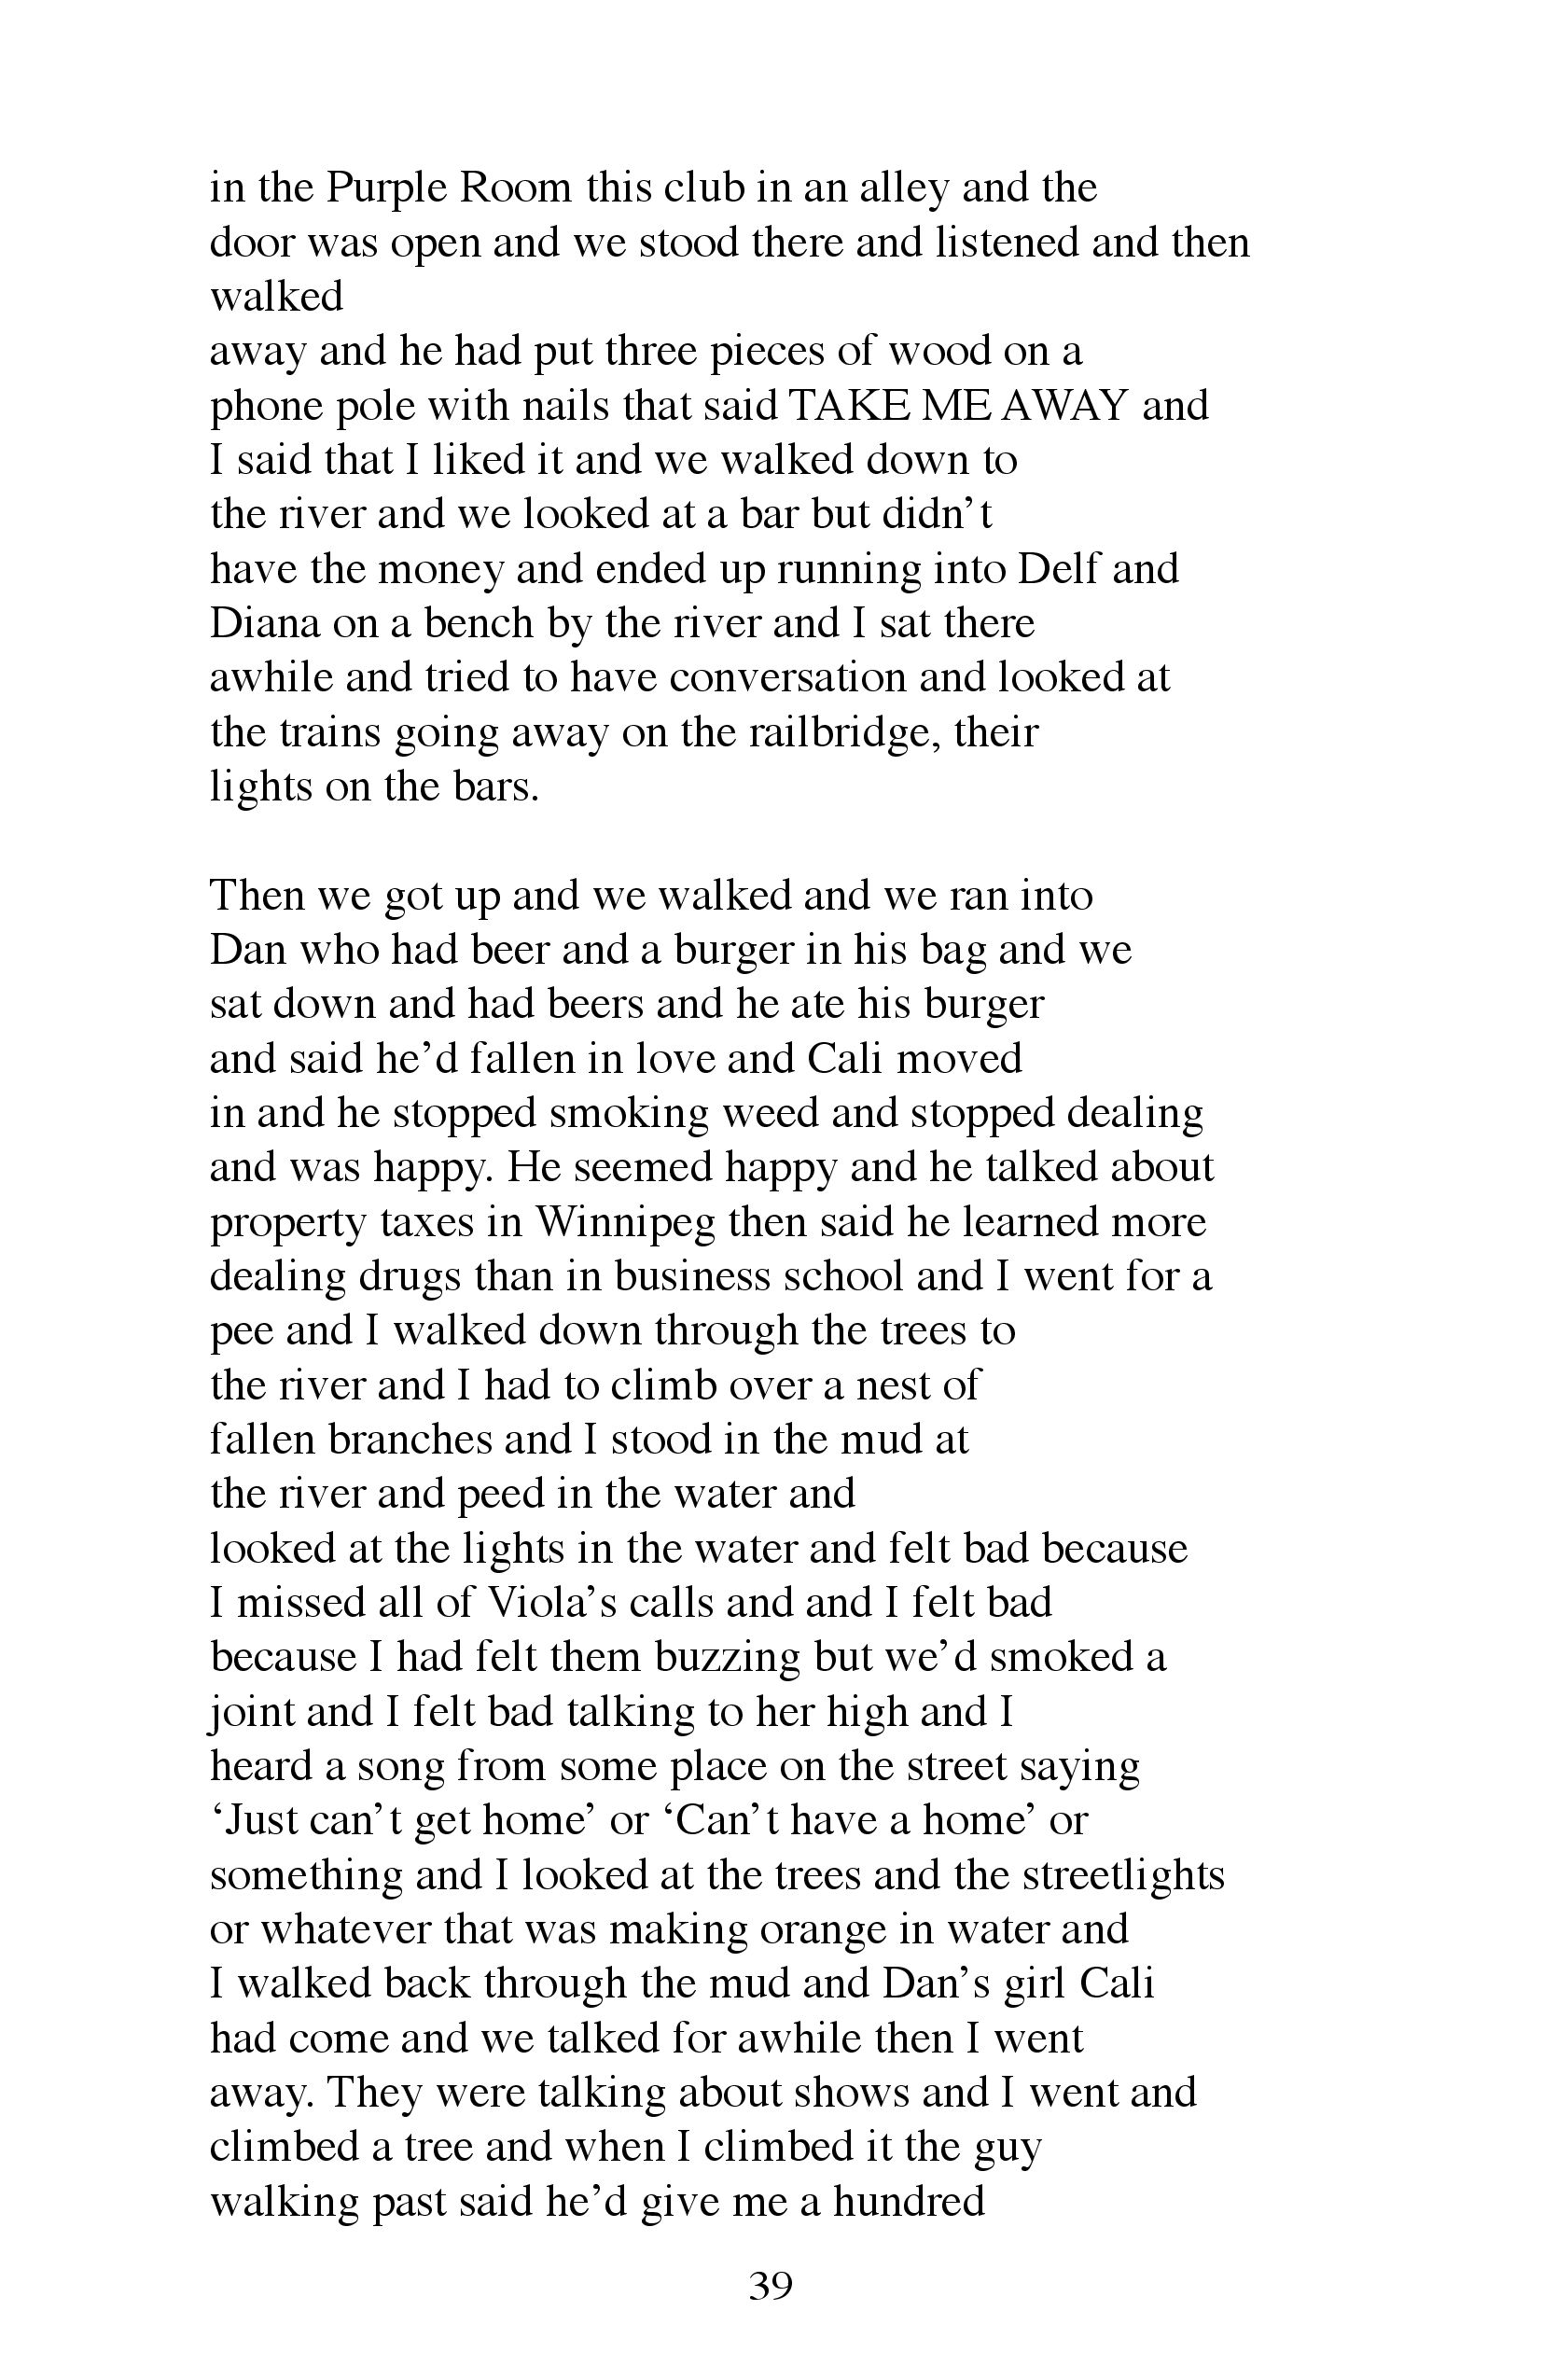 in the Purple Room this club in an alley and the
door was open and we stood there and listened and then
walked
away and he had put three pieces of wood on a
phone pole with nails that said TAKE ME AWAY and
I said that I liked it and we walked down to
the river and we looked at a bar but didn’t
have the money and ended up running into Delf and
Diana on a bench by the river and I sat there
awhile and tried to have conversation and looked at
the trains going away on the railbridge, their
lights on the bars.

Then we got up and we walked and we ran into
Dan who had beer and a burger in his bag and we
sat down and had beers and he ate his burger
and said he’d fallen in love and Cali moved
in and he stopped smoking weed and stopped dealing
and was happy. He seemed happy and he talked about
property taxes in Winnipeg then said he learned more
dealing drugs than in business school and I went for a
pee and I walked down through the trees to
the river and I had to climb over a nest of
fallen branches and I stood in the mud at
the river and peed in the water and
looked at the lights in the water and felt bad because
I missed all of Viola’s calls and and I felt bad
because I had felt them buzzing but we’d smoked a
joint and I felt bad talking to her high and I
heard a song from some place on the street saying
‘Just can’t get home’ or ‘Can’t have a home’ or
something and I looked at the trees and the streetlights
or whatever that was making orange in water and
I walked back through the mud and Dan’s girl Cali
had come and we talked for awhile then I went
away. They were talking about shows and I went and
climbed a tree and when I climbed it the guy
walking past said he’d give me a hundred

39